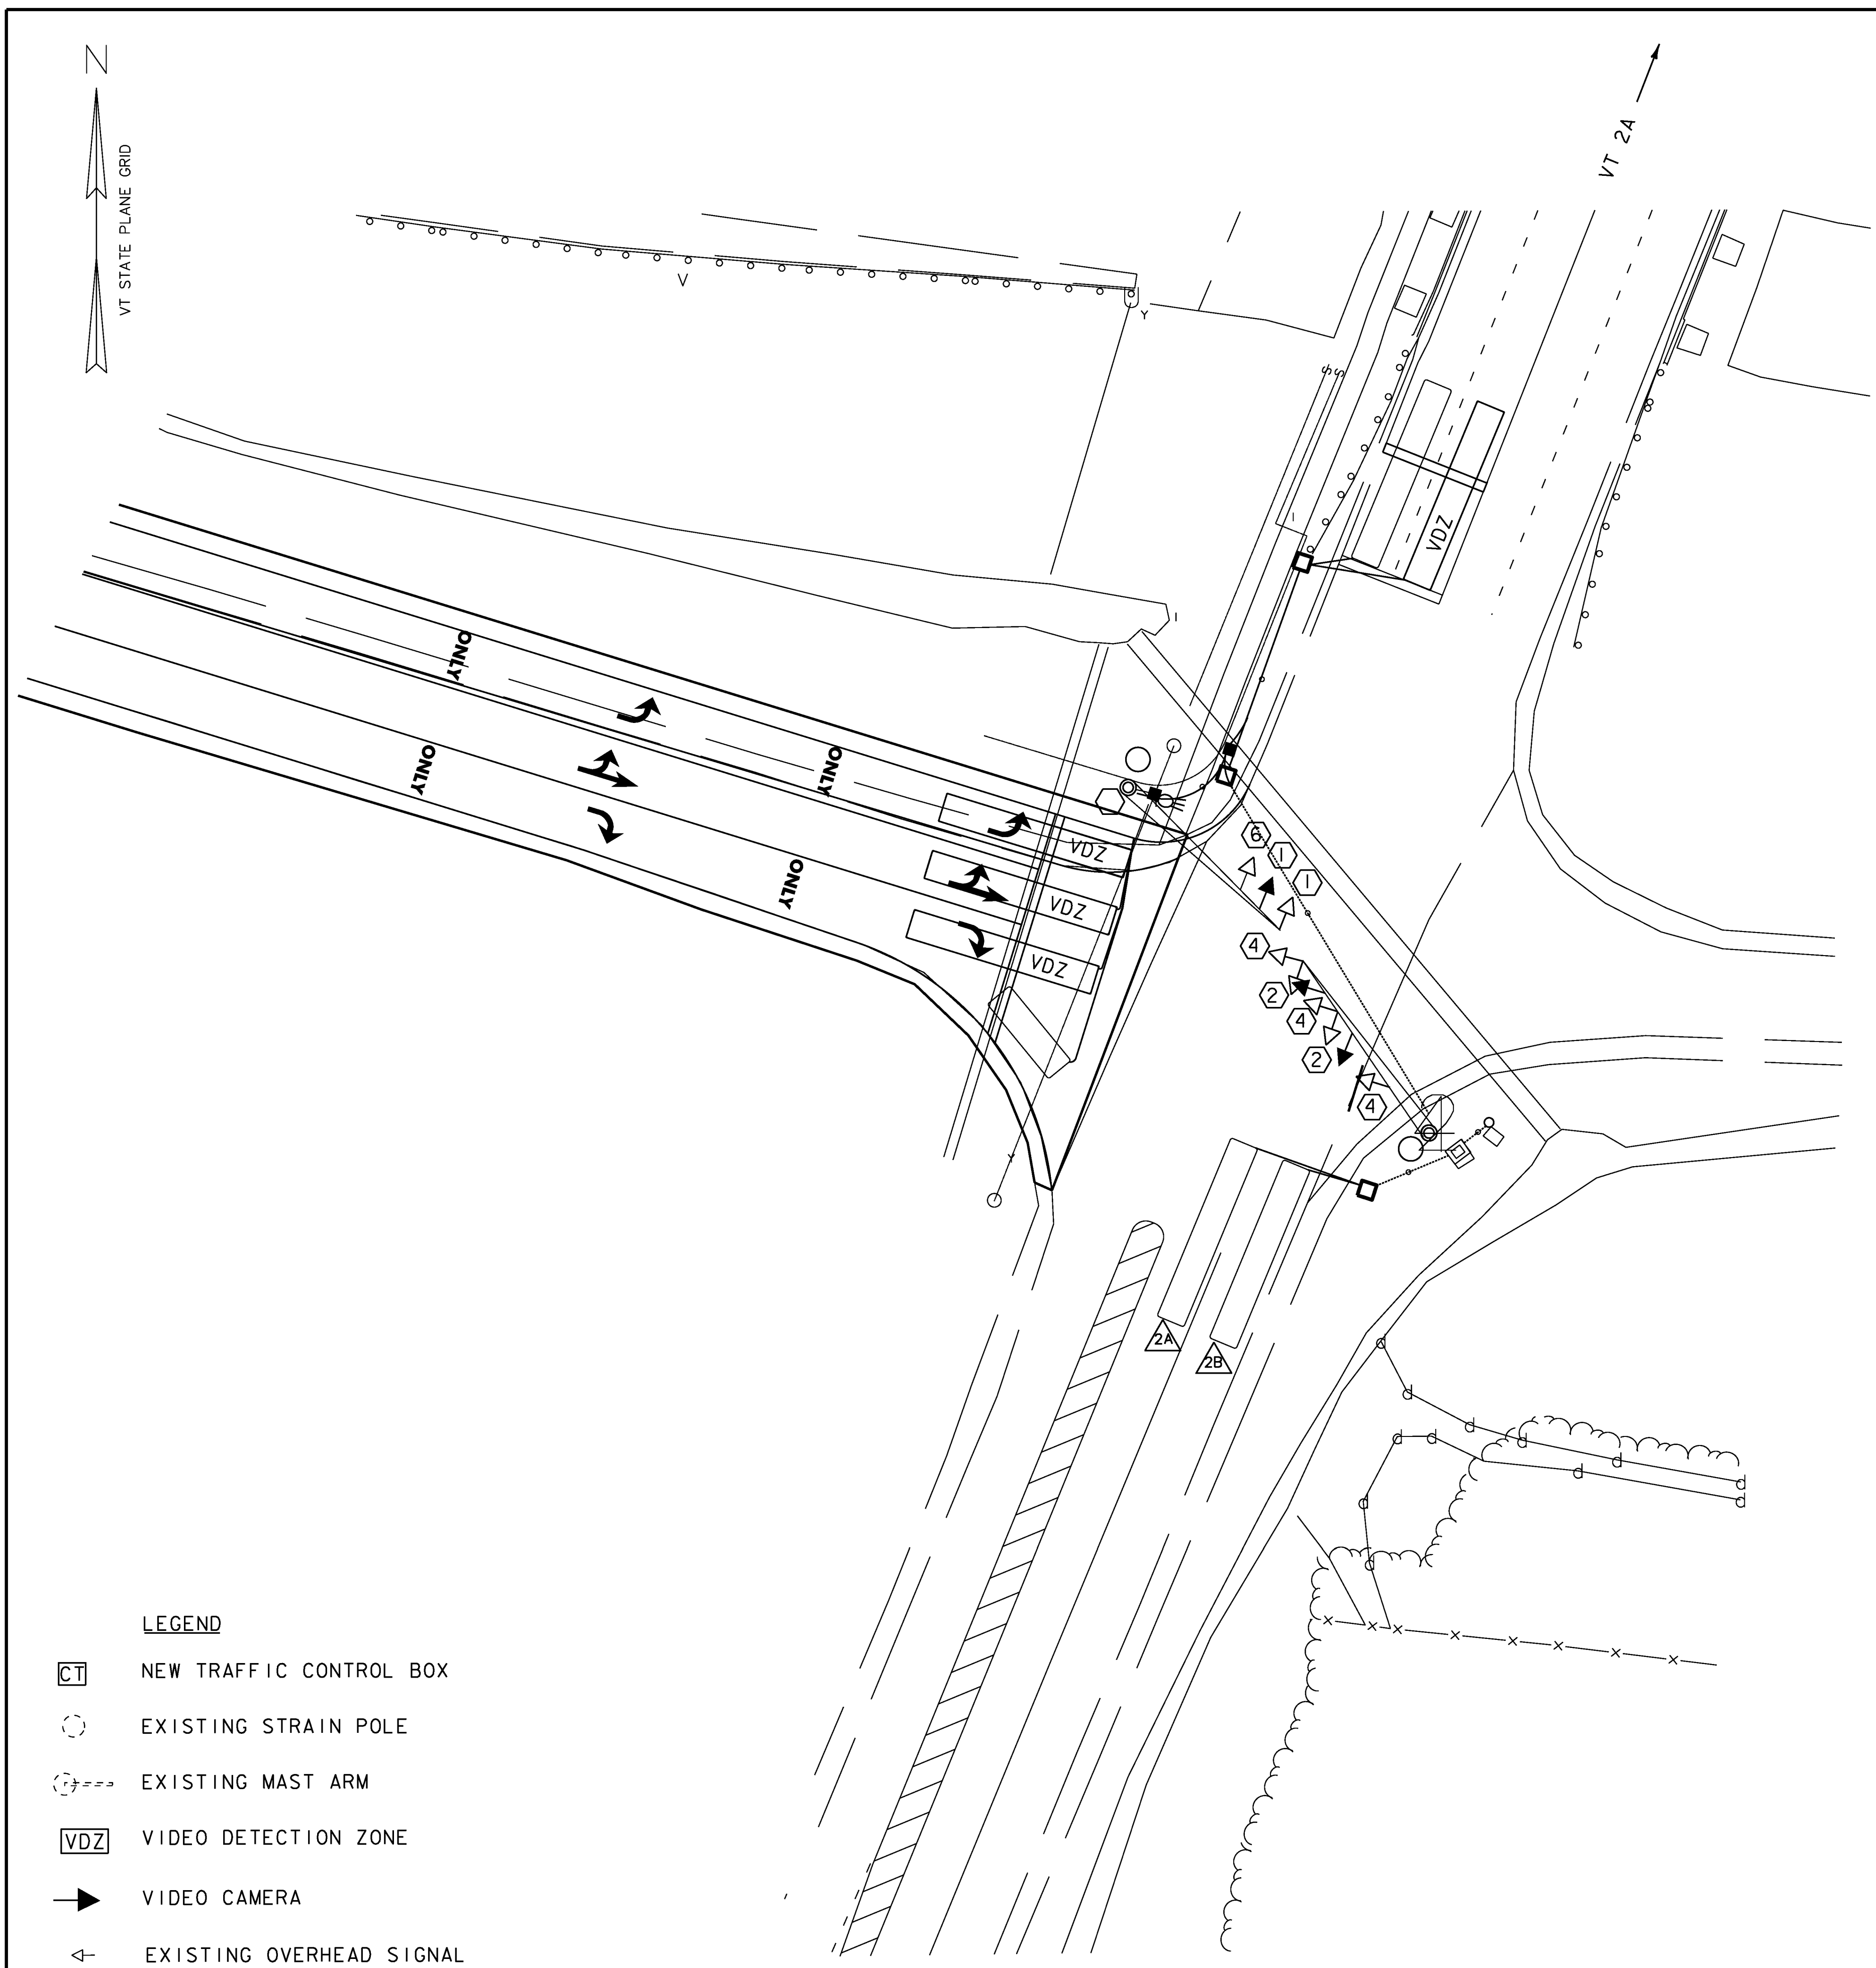 N
VT STATE PLANE GRID
VT 2A
V
Y
S
S
VDZ
ONLY
ONLY
ONLY
ONLY
VDZ
VDZ
VDZ
6
1
1
4
2
4
2
4
Y
2A
2B
d
d
d
d
d
d
d
d
d
d
d
d
LEGEND
CT NEW TRAFFIC CONTROL BOX
EXISTING STRAIN POLE
EXISTING MAST ARM
VDZ VIDEO DETECTION ZONE
VIDEO CAMERA
EXISTING OVERHEAD SIGNAL